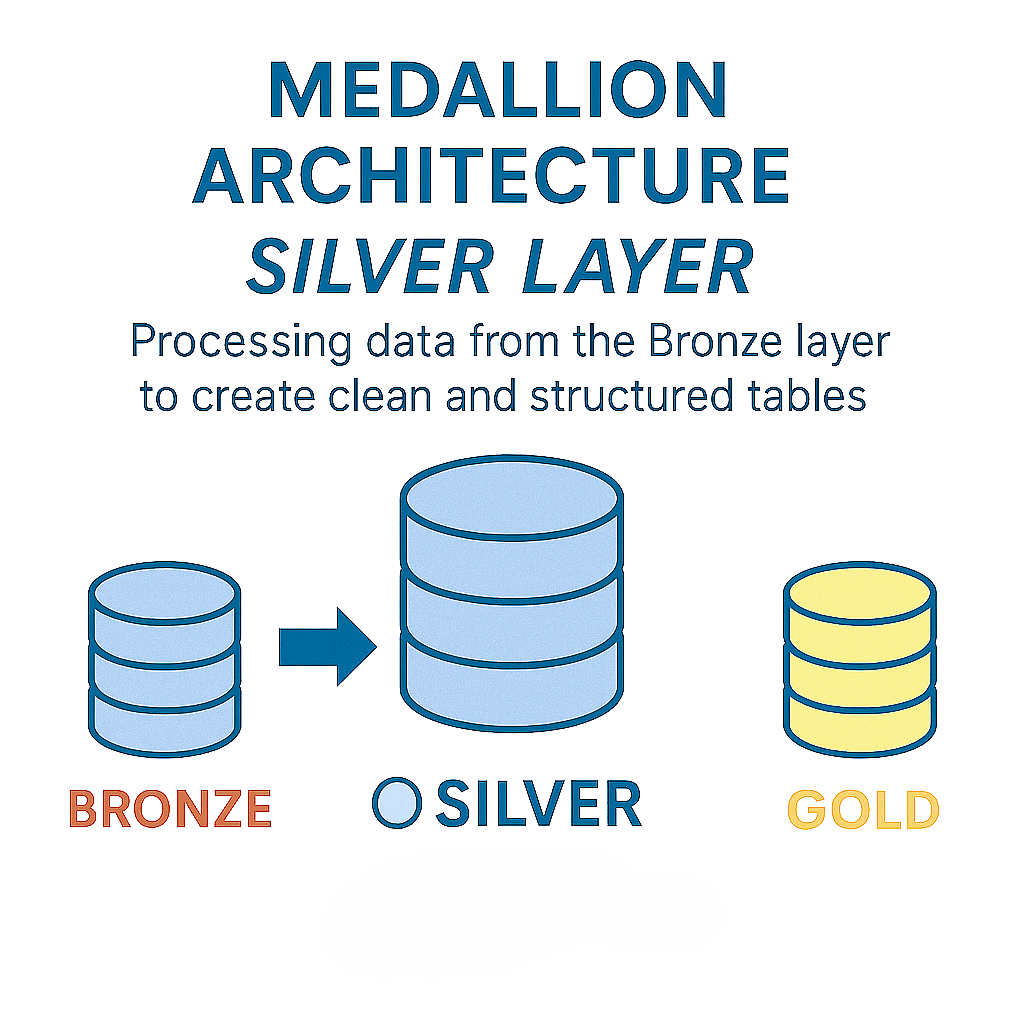 MEDALLION
ARCHITECTURE
SILVER LAYER
Processing data from the Bronze layer
to create clean and structured tables
BRONZE
SILVER
GOLD